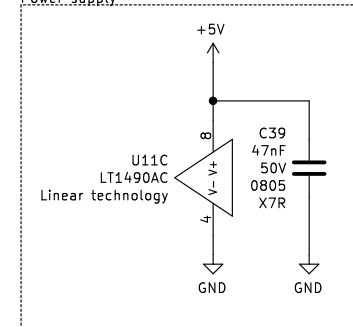 Power supply
+5V
8
C39
47nF
50V
0805
X7R
U11C
LT1490AC
Linear technology
V+
V-
4
GND
GND